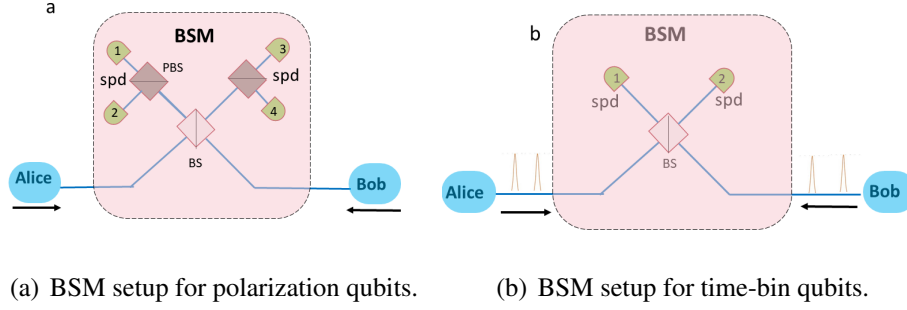 a
BSM
1
3
PBS
spd
spd
2
4
BS
Alice
Bob
b
BSM
1
2
spd
spd
BS
Alice
Bob
(a) BSM setup for polarization qubits.
(b) BSM setup for time-bin qubits.